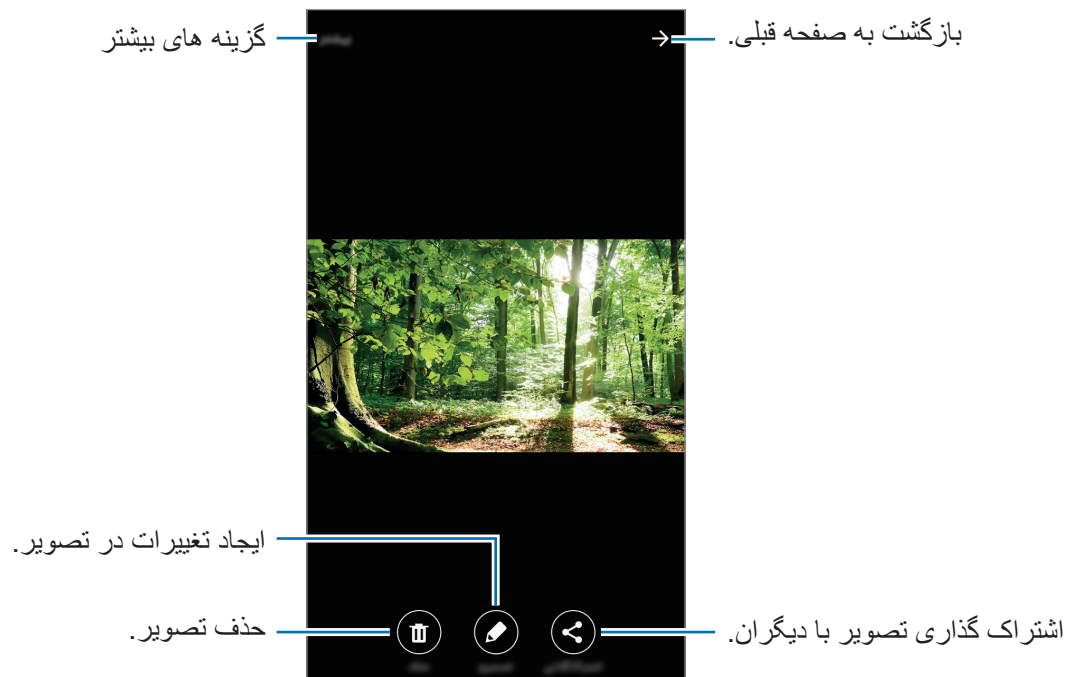 بازگشت به صفحه قبلی.
گزینه های بیشتر
ایجاد تغییرات در تصویر.
اشتراک گذاری تصویر با دیگران.
حذف تصویر.